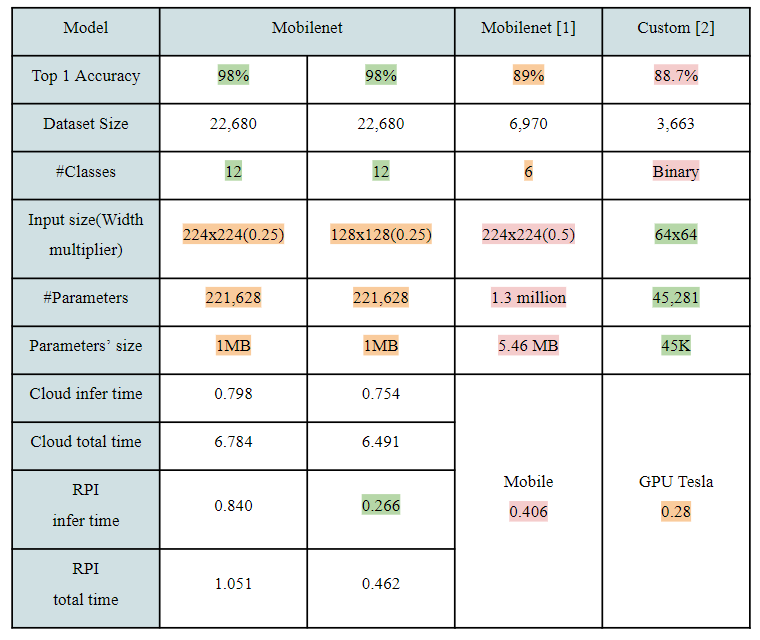 Model Mobilenet Mobilenet [1] Custom [2]
Top 1 Accuracy 98% 98% 89% 88.7%
Dataset Size 22,680 22,680 6,970 3,663
#Classes 12 12 6 Binary
Input size(Width
multiplier) 224x224(0.25) 128x128(0.25) 224x224(0.5) 64x64
#Parameters 221,628 221,628 1.3 million 45,281
Parameters’ size 1MB 1MB 5.46 MB 45K
Cloud infer time 0.798 0.754
Cloud total time 6.784 6.491
RPI
infer time 0.840 0.266
RPI
total time 1.051 0.462
Mobile
0.406
GPU Tesla
0.28